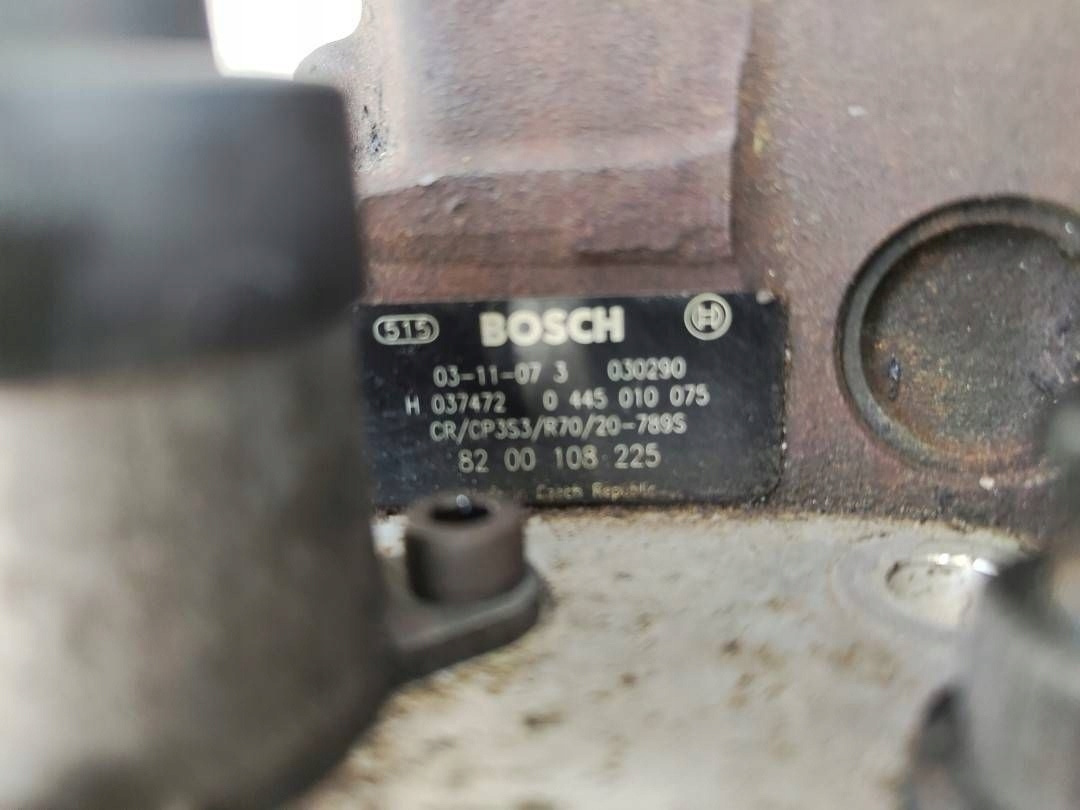 515 BOSCH H
03-11-07 3 030290
H 037472 0 445 010 075
CR/CP3S3/R70/20-789S
82 00 108 225
Czech Republic